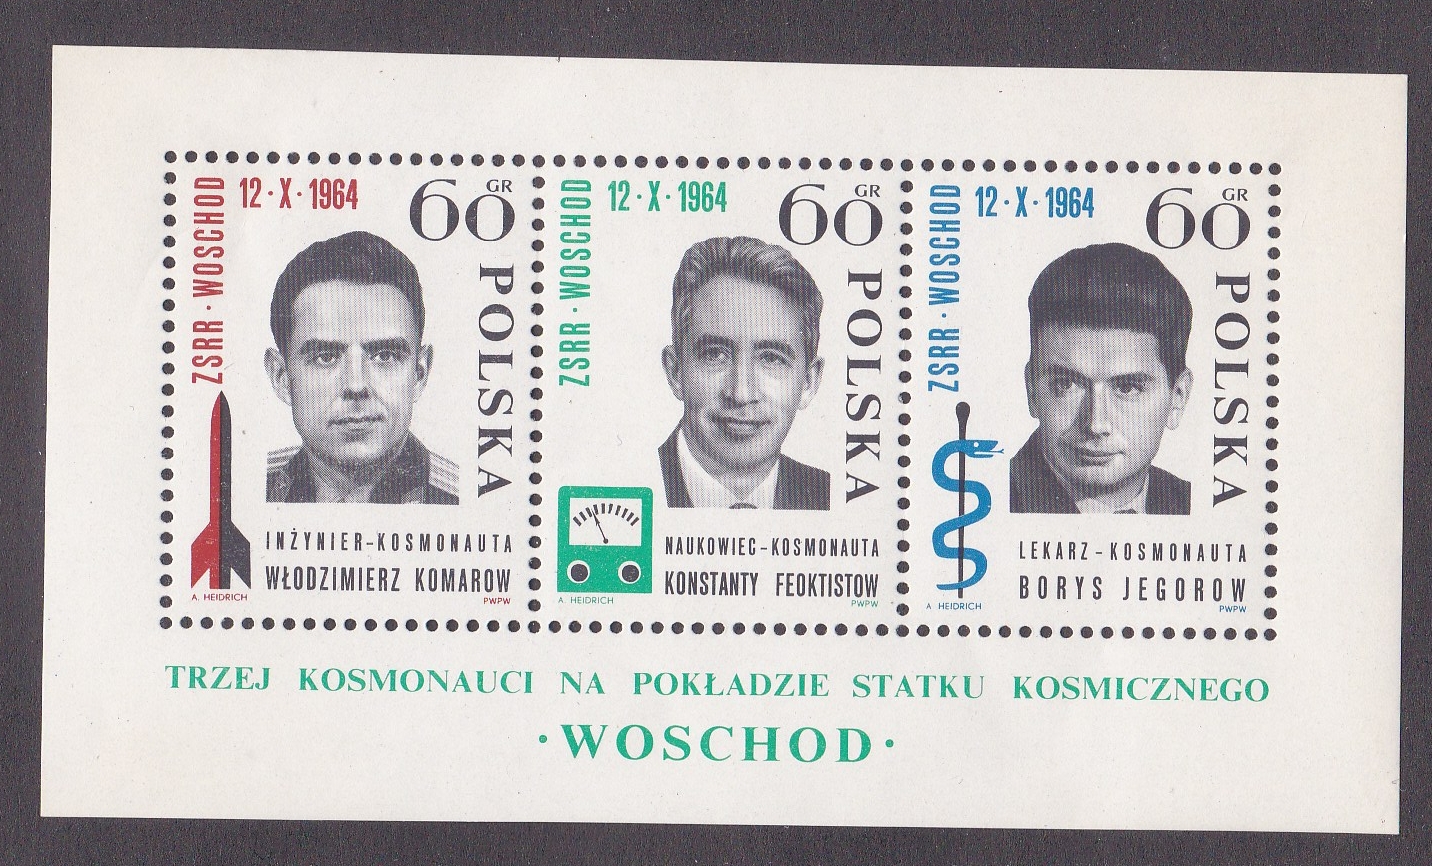 ZSRR · WOSCHOD
12 · X · 1964
60 GR
POLSKA
INŻYNIER-KOSMONAUTA
WŁODZIMIERZ KOMAROW
A. HEIDRICH
PWPW
ZSRR · WOSCHOD
12 · X · 1964
60 GR
POLSKA
NAUKOWIEC-KOSMONAUTA
KONSTANTY FEOKTISTOW
A. HEIDRICH
PWPW
ZSRR · WOSCHOD
12 · X · 1964
60 GR
POLSKA
LEKARZ-KOSMONAUTA
BORYS JEGOROW
A HEIDRICH
PWPW
TRZEJ KOSMONAUCI NA POKŁADZIE STATKU KOSMICZNEGO
· WOSCHOD ·